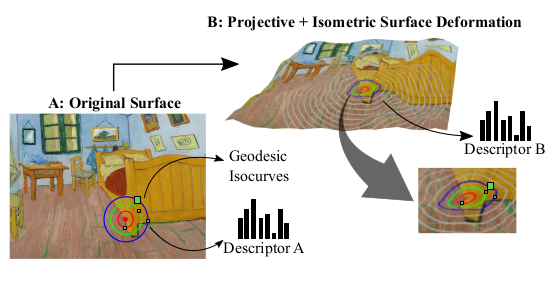 B: Projective + Isometric Surface Deformation
A: Original Surface
Geodesic
Isocurves
Descriptor B
Descriptor A